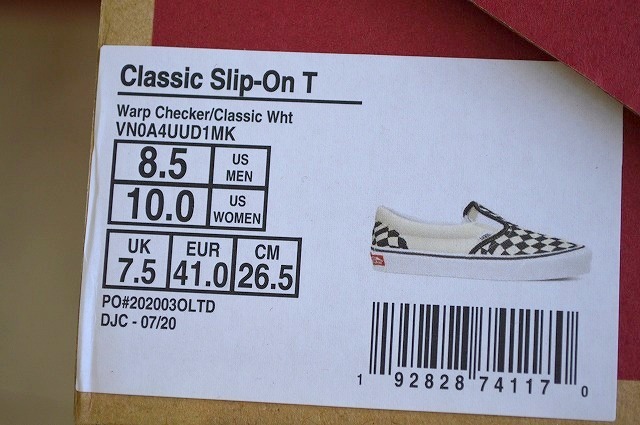 Classic Slip-On T
Warp Checker/Classic Wht
VN0A4UUD1MK
8.5 US MEN
10.0 US WOMEN
UK 7.5
EUR 41.0
CM 26.5
PO#202003OLTD
DJC - 07/20
1 92828 74117 0